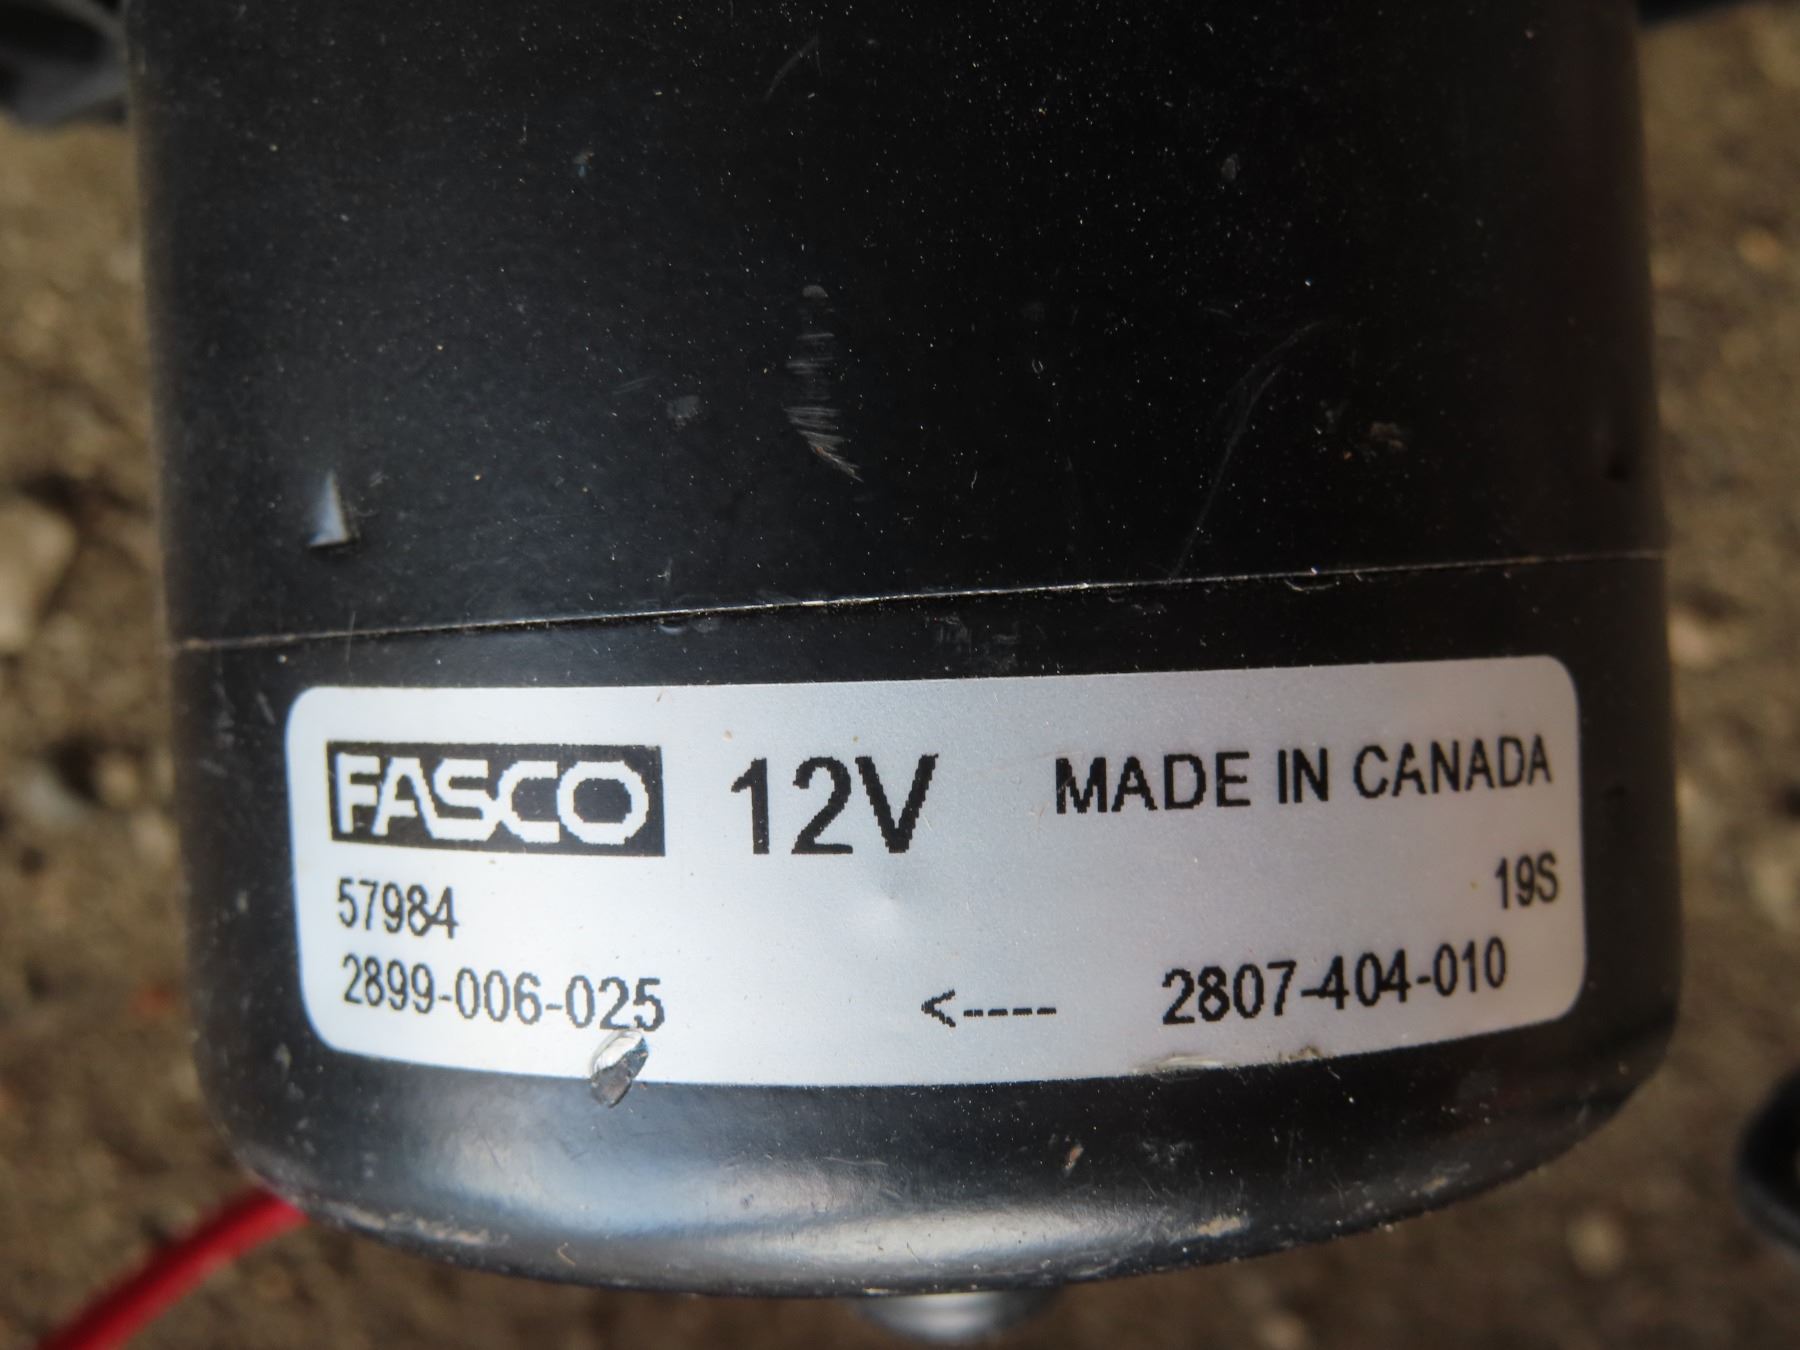 FASCO 12V MADE IN CANADA
57984 19S
2899-006-025 <---- 2807-404-010